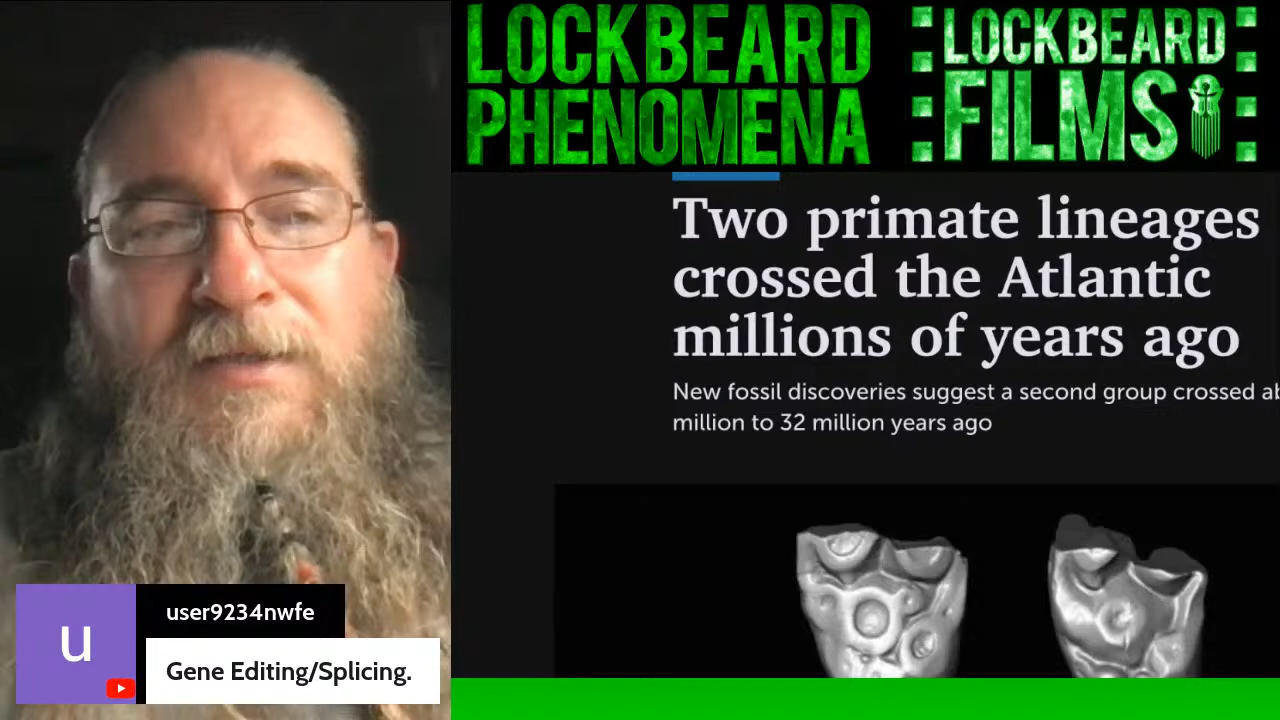 LOCKBEARD
PHENOMENA
LOCKBEARD
FILMS
Two primate lineages
crossed the Atlantic
millions of years ago
New fossil discoveries suggest a second group crossed
million to 32 million years ago
u
user9234nwfe
Gene Editing/Splicing.